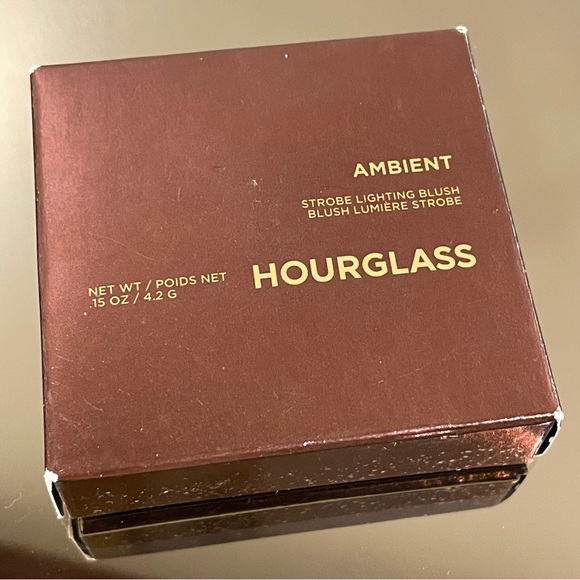 AMBIENT
STROBE LIGHTING BLUSH
BLUSH LUMIÈRE STROBE
HOURGLASS
NET WT / POIDS NET
.15 OZ / 4.2 G